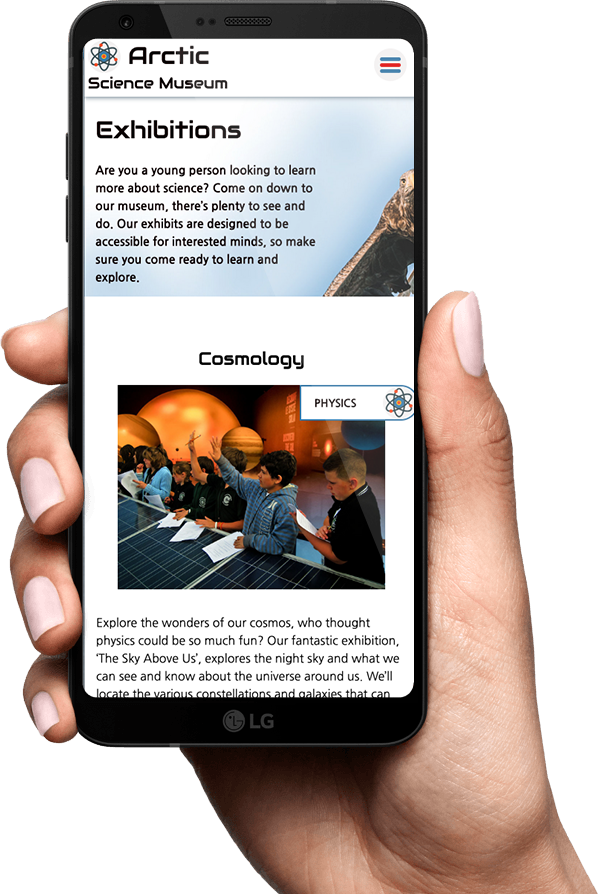 Arctic
Science Museum
Exhibitions
Are you a young person looking to learn
more about science? Come on down to
our museum, there's plenty to see and
do. Our exhibits are designed to be
accessible for interested minds, so make
sure you come ready to learn and
explore.
Cosmology
PHYSICS
Explore the wonders of our cosmos, who thought
physics could be so much fun? Our fantastic exhibition,
'The Sky Above Us', explores the night sky and what we
can see and know about the universe around us. We'll
locate the various constellations and galaxies that can
LG